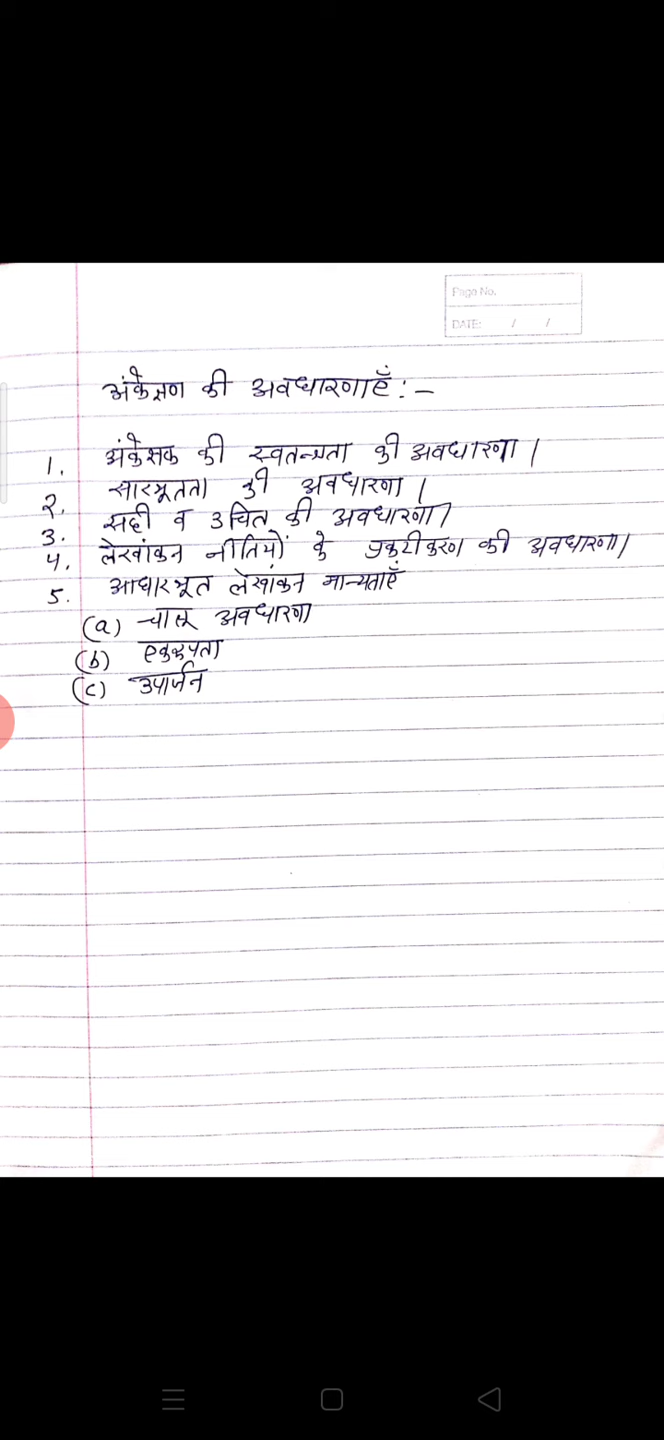 Page No.
DATE: / /
अंकेक्षण की अवधारणाएँ :-
1. अंकेक्षक की स्वतन्त्रता की अवधारणा ।
2. सारभूतता की अवधारणा ।
3. सही व उचित की अवधारणा ।
4. लेखांकन नीतियों के प्रकटीकरण की अवधारणा ।
5. आधारभूत लेखांकन मान्यताएँ
(a) चालू अवधारणा
(b) एकरूपता
(c) उपार्जन